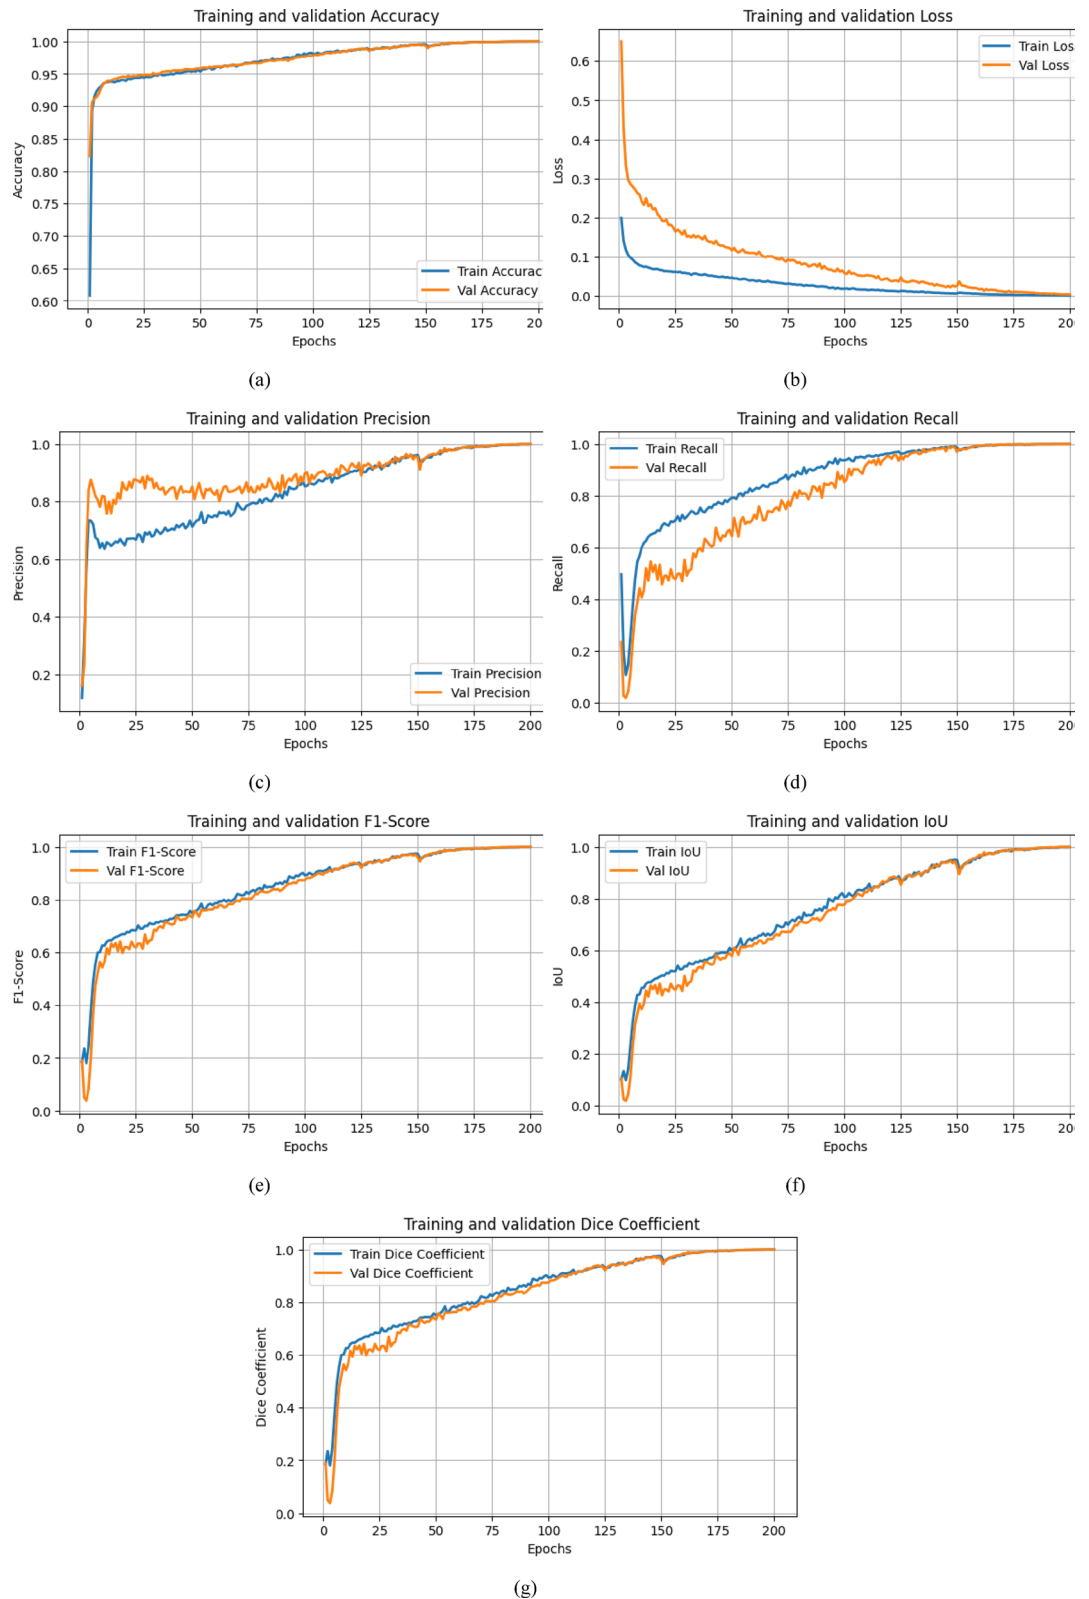 Training and validation Accuracy
1.00
0.95
0.90
0.85
0.80
0.75
0.70
0.65
0.60
Accuracy
Train Accurac
Val Accuracy
0 25 50 75 100 125 150 175 20
Epochs
(a)
Training and validation Loss
0.6
0.5
0.4
0.3
0.2
0.1
0.0
Loss
Train Los
Val Loss
0 25 50 75 100 125 150 175 20
Epochs
(b)
Training and validation Precision
1.0
0.8
0.6
0.4
0.2
Precision
Train Precision
Val Precision
0 25 50 75 100 125 150 175 200
Epochs
(c)
Training and validation Recall
1.0
0.8
0.6
0.4
0.2
0.0
Recall
Train Recall
Val Recall
0 25 50 75 100 125 150 175 200
Epochs
(d)
Training and validation F1-Score
1.0
0.8
0.6
0.4
0.2
0.0
F1-Score
Train F1-Score
Val F1-Score
0 25 50 75 100 125 150 175 200
Epochs
(e)
Training and validation IoU
1.0
0.8
0.6
0.4
0.2
0.0
IoU
Train IoU
Val IoU
0 25 50 75 100 125 150 175 200
Epochs
(f)
Training and validation Dice Coefficient
1.0
0.8
0.6
0.4
0.2
0.0
Dice Coefficient
Train Dice Coefficient
Val Dice Coefficient
0 25 50 75 100 125 150 175 200
Epochs
(g)